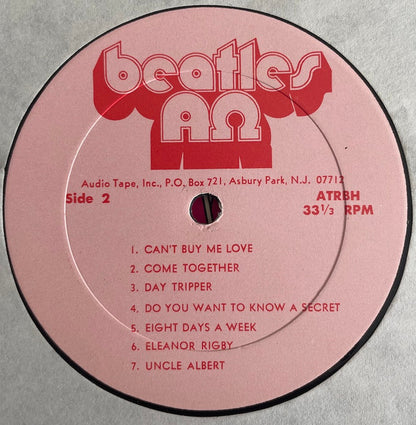 beatles
AΩ
Audio Tape, Inc., P.O. Box 721, Asbury Park, N.J. 07712
Side 2
ATRBH
33 1/3 RPM
1. CAN'T BUY ME LOVE
2. COME TOGETHER
3. DAY TRIPPER
4. DO YOU WANT TO KNOW A SECRET
5. EIGHT DAYS A WEEK
6. ELEANOR RIGBY
7. UNCLE ALBERT